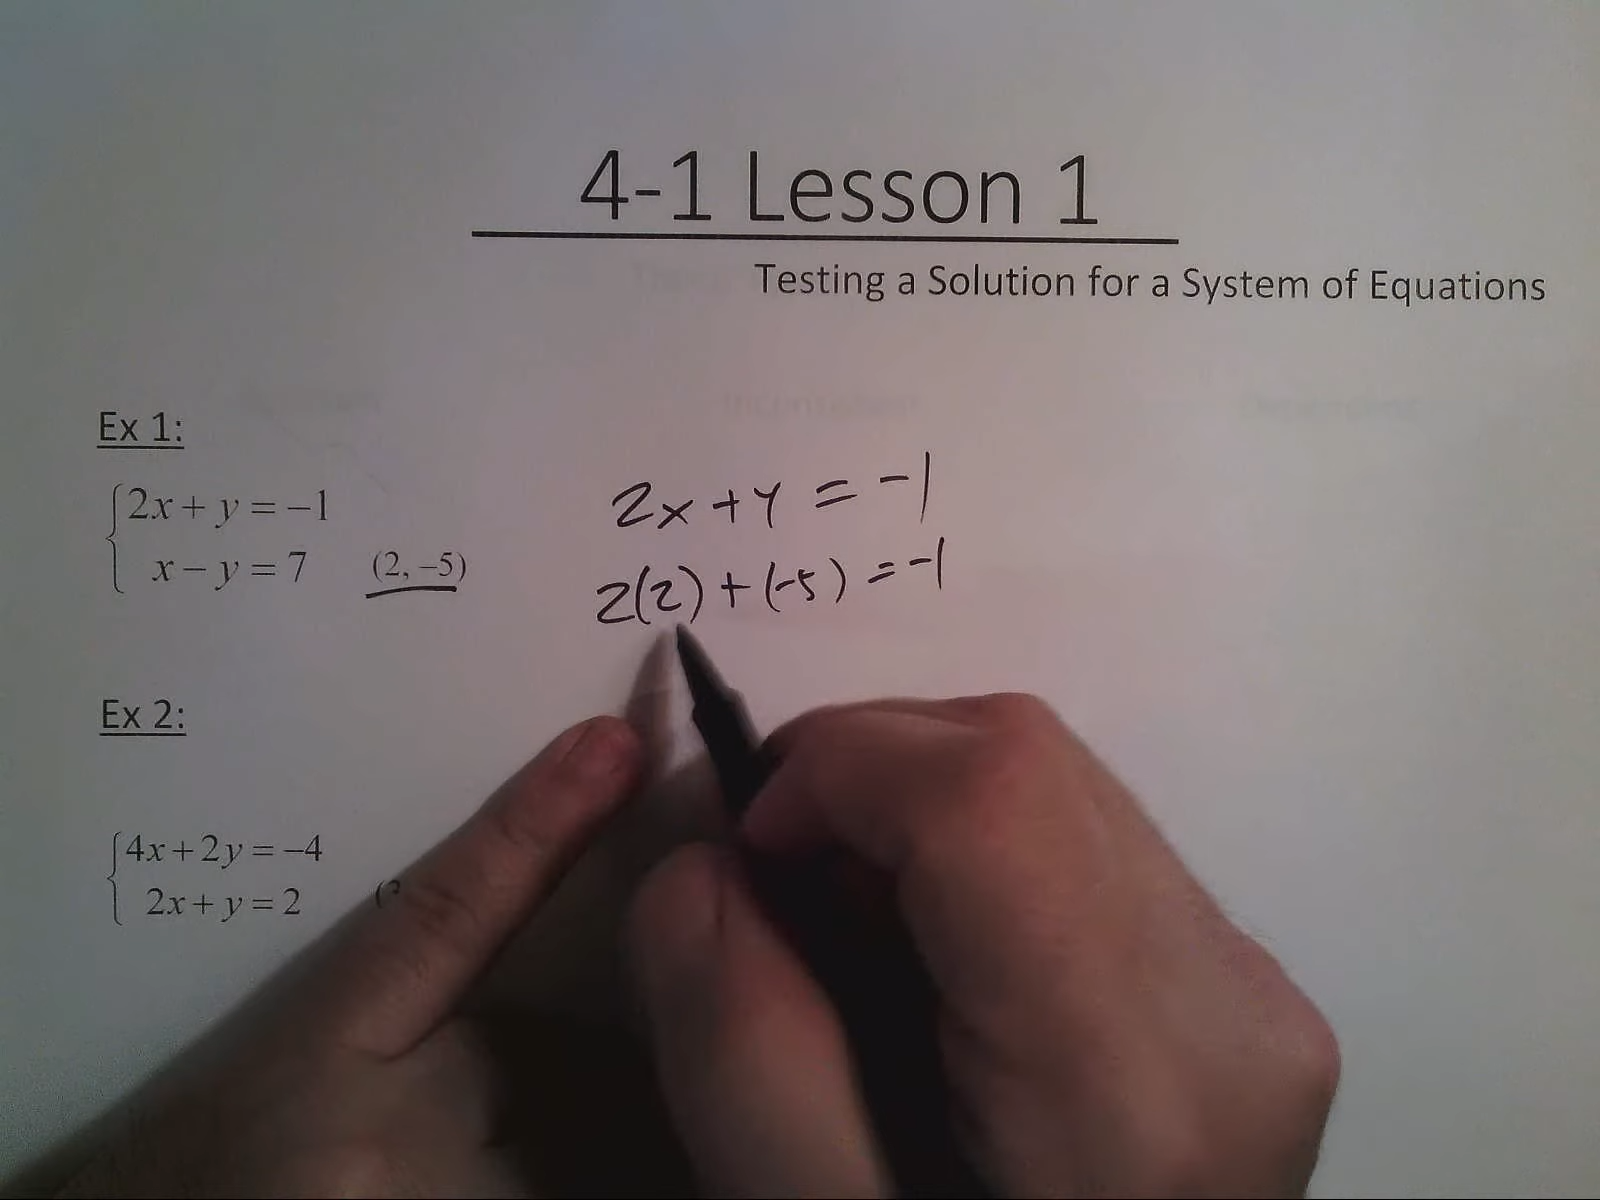 4-1 Lesson 1
Testing a Solution for a System of Equations
Ex 1:
2x + y = −1
x − y = 7 (2, −5)
2x + y = -1
2(2) + (-5) = -1
Ex 2:
4x + 2y = −4
2x + y = 2